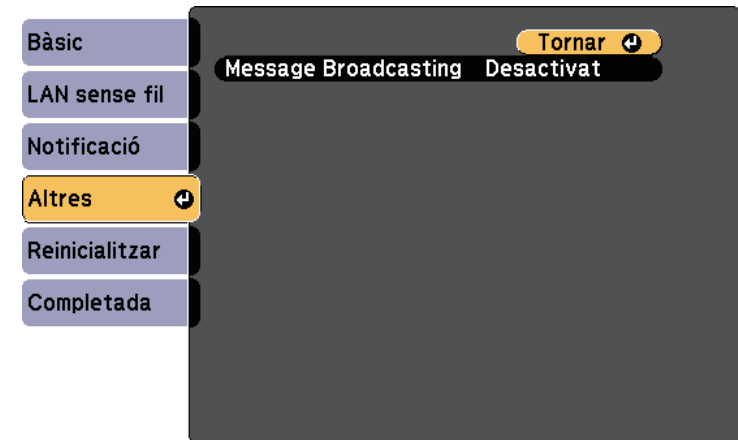 Bàsic
LAN sense fil
Notificació
Altres
Reinicialitzar
Completada
Tornar
Message Broadcasting Desactivat